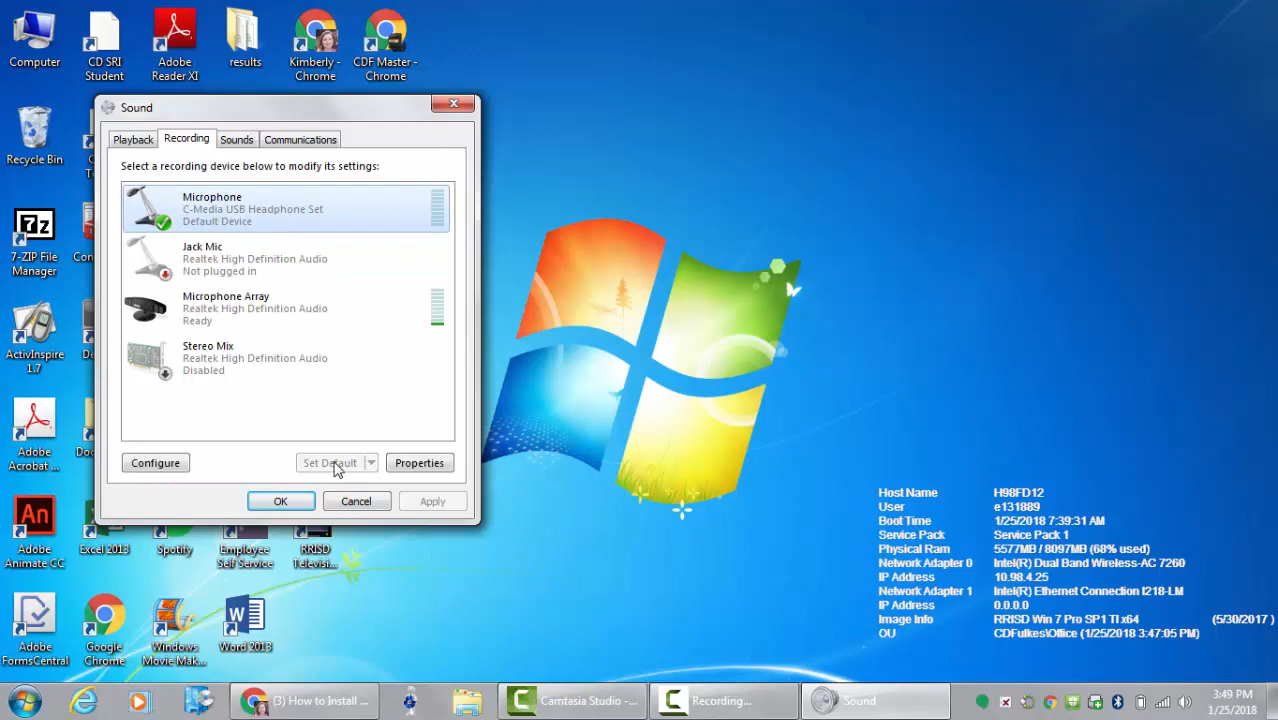 Computer
CD SRI
Student
Adobe
Reader XI
results
Kimberly -
Chrome
CDF Master -
Chrome
Recycle Bin
7z
7-ZIP File
Manager
ActivInspire
1.7
Adobe
Acrobat ...
An
Adobe
Animate CC
Excel 2013
Spotify
Employee
Self Service
RRISD
Televisi...
Adobe
FormsCentral
Google
Chrome
Windows
Movie Mak...
Word 2013
Sound
Playback
Recording
Sounds
Communications
Select a recording device below to modify its settings:
Microphone
C-Media USB Headphone Set
Default Device
Jack Mic
Realtek High Definition Audio
Not plugged in
Microphone Array
Realtek High Definition Audio
Ready
Stereo Mix
Realtek High Definition Audio
Disabled
Configure
Set Default
Properties
OK
Cancel
Apply
Host Name H98FD12
User e131889
Boot Time 1/25/2018 7:39:31 AM
Service Pack Service Pack 1
Physical Ram 5577MB / 8097MB (68% used)
Network Adapter 0 Intel(R) Dual Band Wireless-AC 7260
IP Address 10.98.4.25
Network Adapter 1 Intel(R) Ethernet Connection I218-LM
IP Address 0.0.0.0
Image Info RRISD Win 7 Pro SP1 TI x64 (5/30/2017 )
OU CDFulkes\Office (1/25/2018 3:47:05 PM)
(3) How to Install ...
Camtasia Studio -...
Recording...
Sound
3:49 PM
1/25/2018